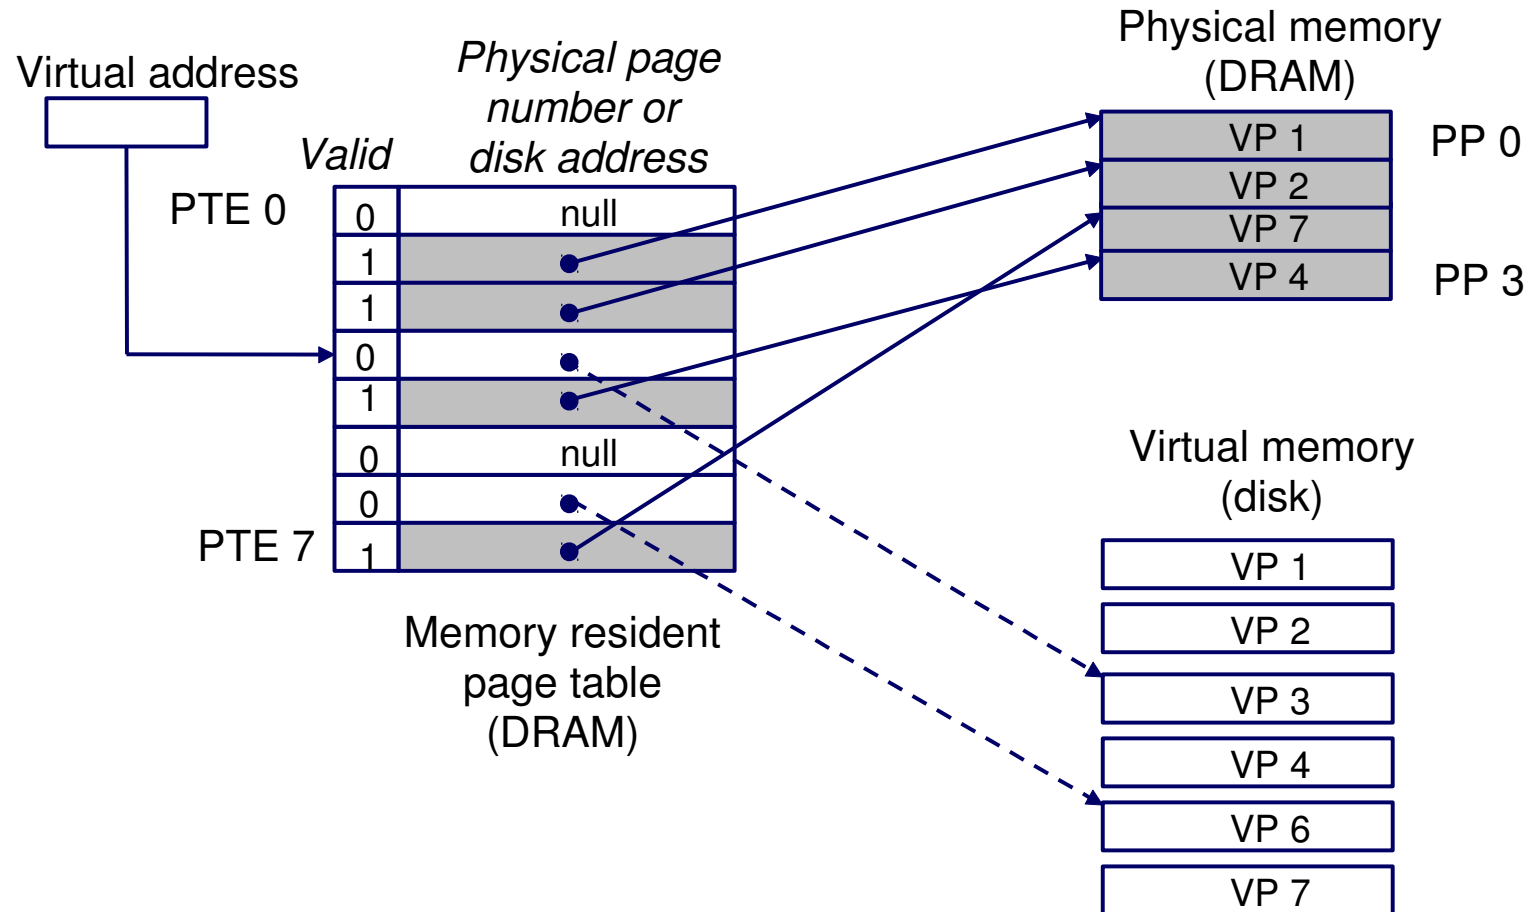 Virtual address
Physical page
number or
disk address
Valid
PTE 0
0
null
1
1
0
1
0
null
0
PTE 7
1
Memory resident
page table
(DRAM)
Physical memory
(DRAM)
VP 1
PP 0
VP 2
VP 7
VP 4
PP 3
Virtual memory
(disk)
VP 1
VP 2
VP 3
VP 4
VP 6
VP 7